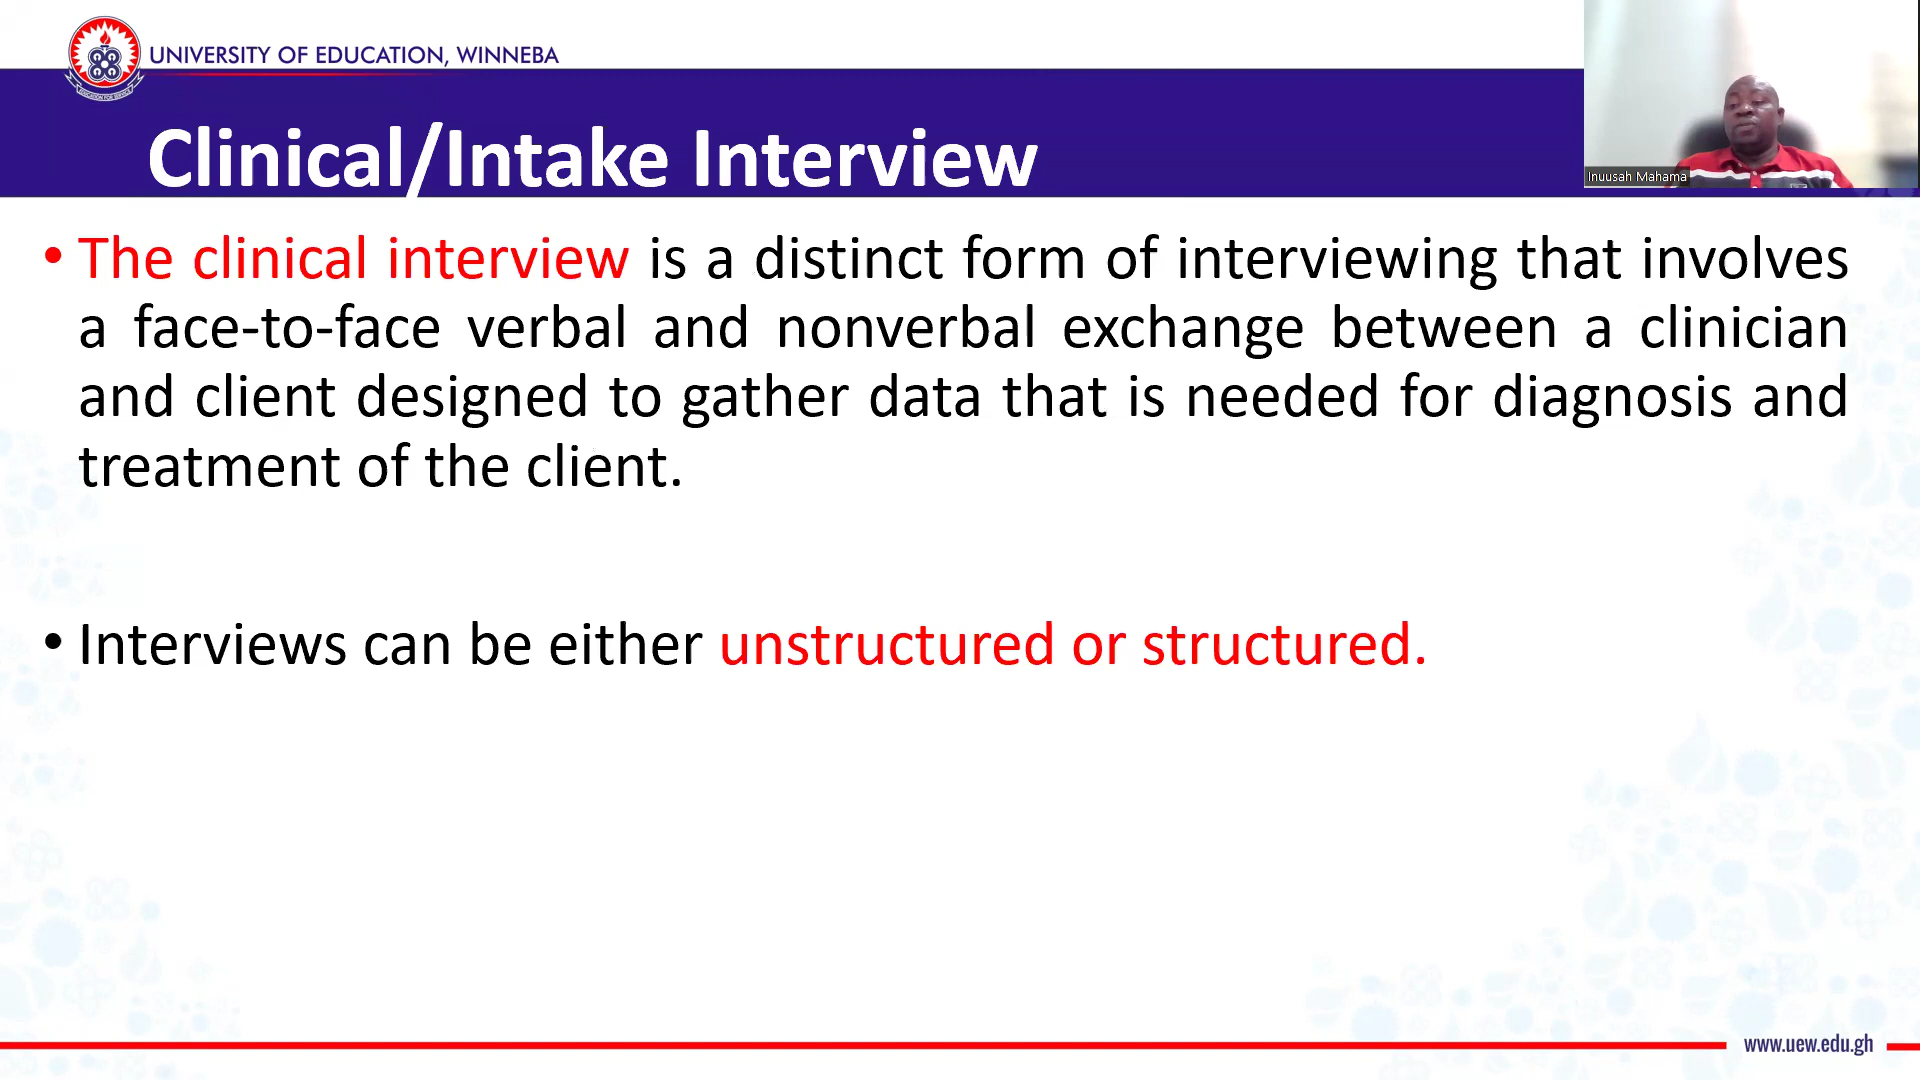 UNIVERSITY OF EDUCATION, WINNEBA
Clinical/Intake Interview
Inuusah Mahama
• The clinical interview is a distinct form of interviewing that involves
a face-to-face verbal and nonverbal exchange between a clinician
and client designed to gather data that is needed for diagnosis and
treatment of the client.
• Interviews can be either unstructured or structured.
www.uew.edu.gh